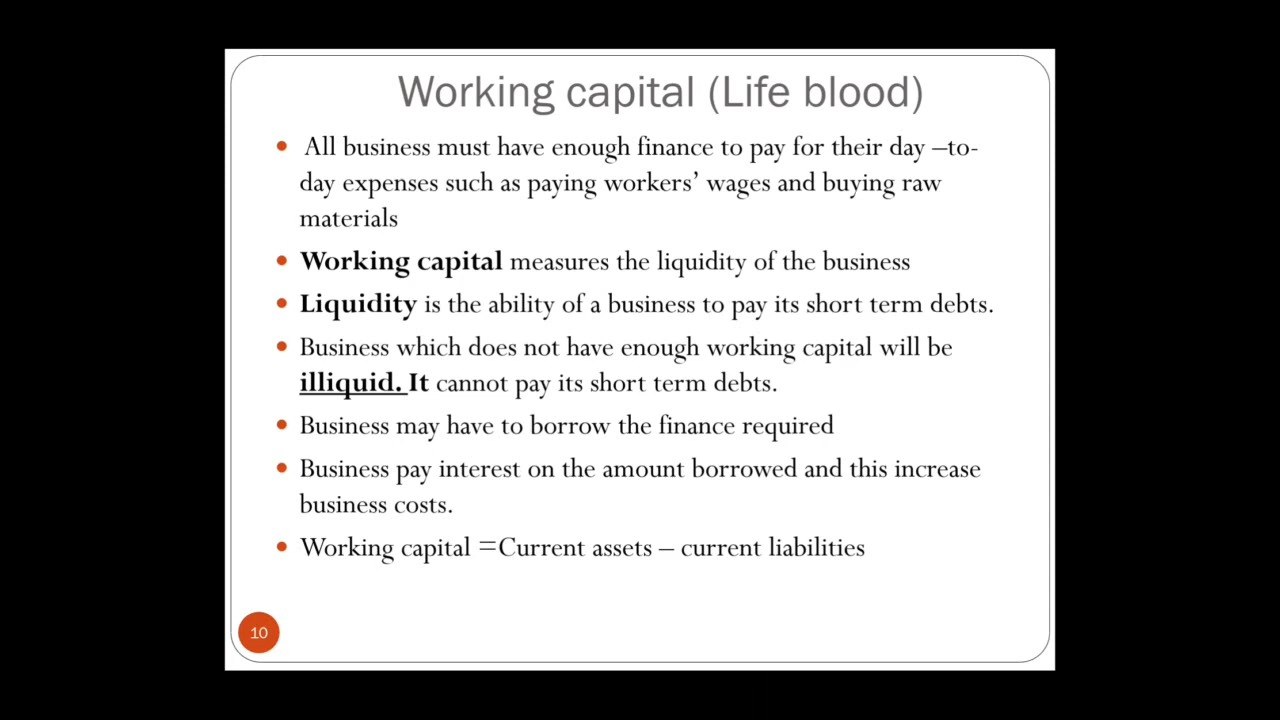 Working capital (Life blood)
All business must have enough finance to pay for their day –to-
day expenses such as paying workers’ wages and buying raw
materials
Working capital measures the liquidity of the business
Liquidity is the ability of a business to pay its short term debts.
Business which does not have enough working capital will be
illiquid. It cannot pay its short term debts.
Business may have to borrow the finance required
Business pay interest on the amount borrowed and this increase
business costs.
Working capital =Current assets – current liabilities
10